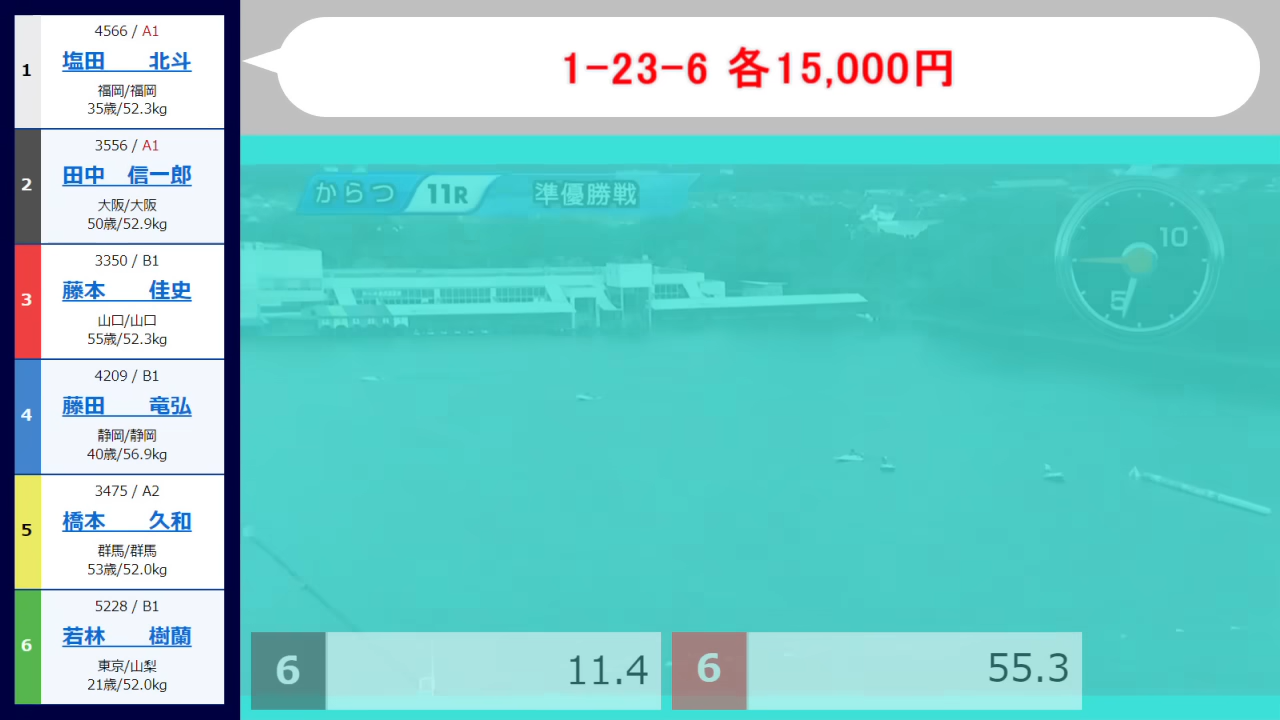 1
4566 / A1
塩田 北斗
福岡/福岡
35歳/52.3kg
2
3556 / A1
田中 信一郎
大阪/大阪
50歳/52.9kg
3
3350 / B1
藤本 佳史
山口/山口
55歳/52.3kg
4
4209 / B1
藤田 竜弘
静岡/静岡
40歳/56.9kg
5
3475 / A2
橋本 久和
群馬/群馬
53歳/52.0kg
6
5228 / B1
若林 樹蘭
東京/山梨
21歳/52.0kg
1-23-6 各15,000円
からつ 11R 準優勝戦
10
5
6 11.4
6 55.3